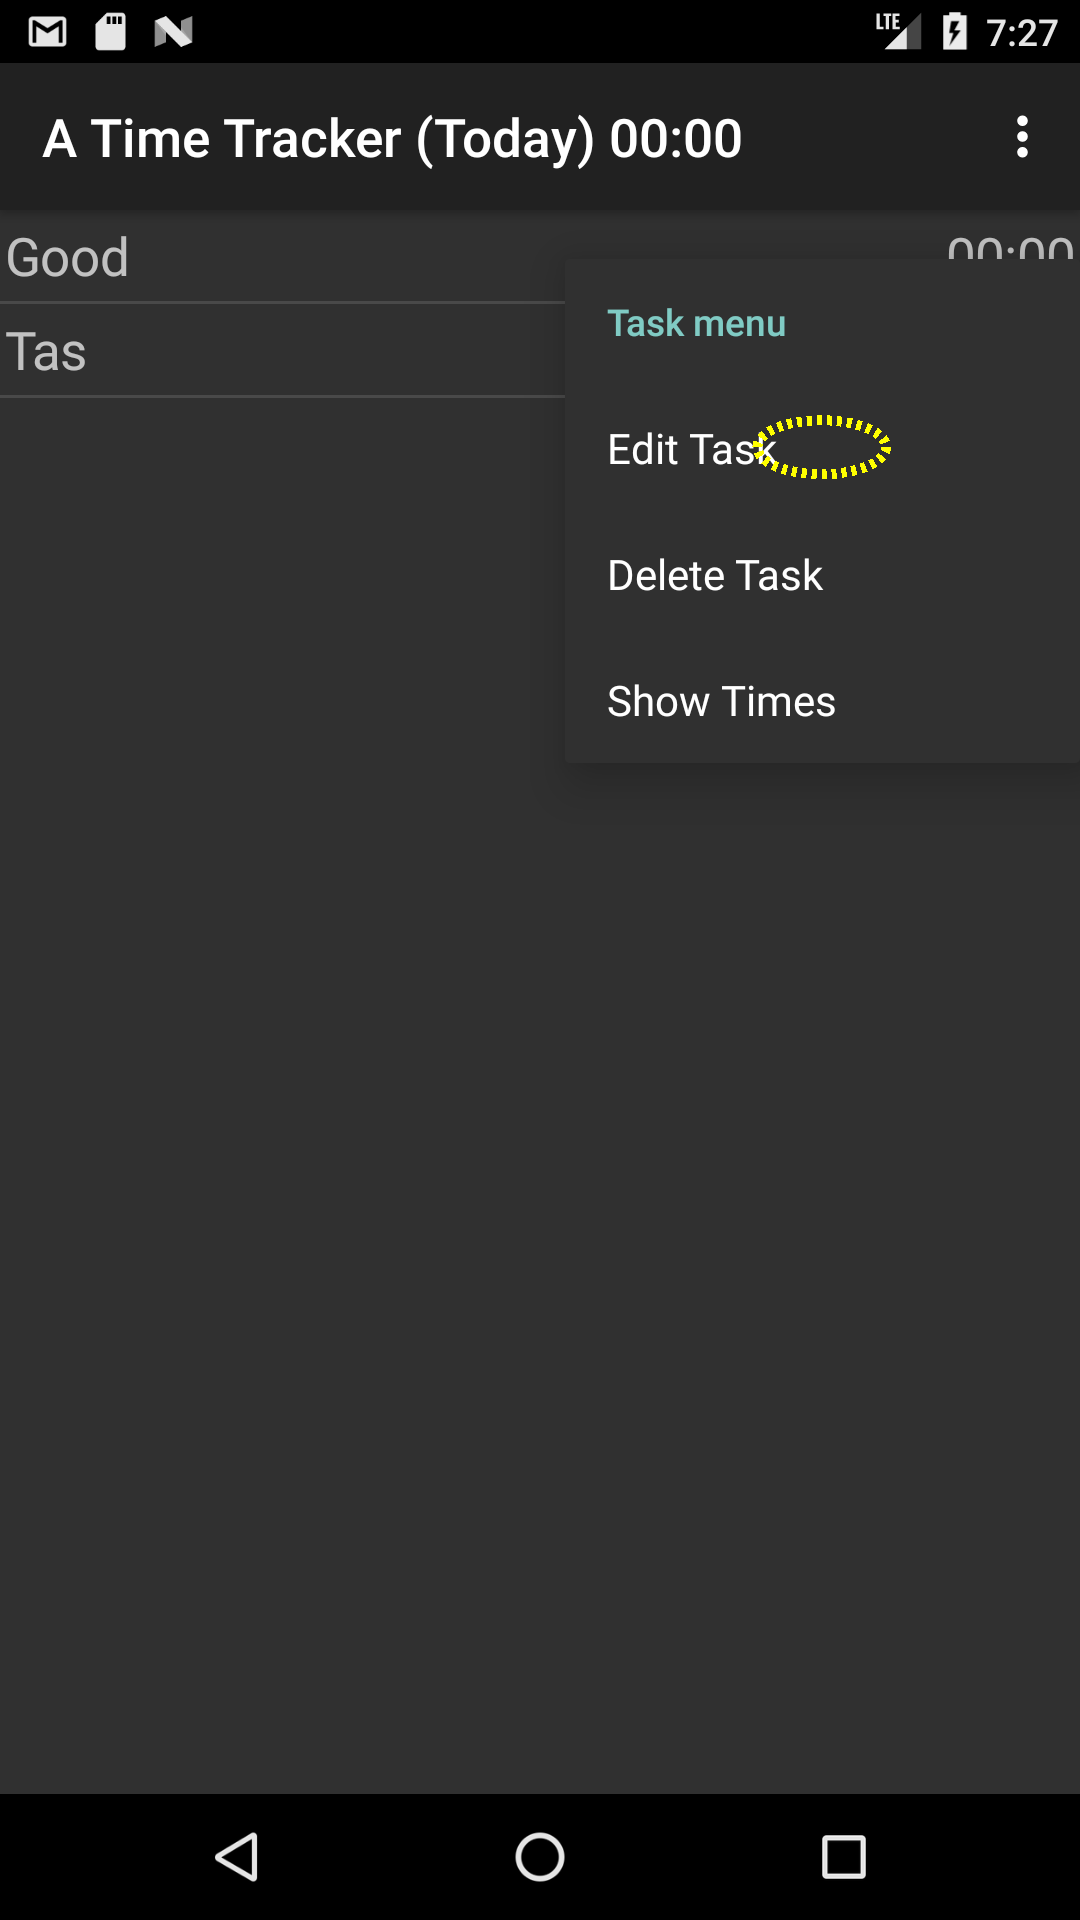 LTE 7:27
A Time Tracker (Today) 00:00
Good 00:00
Task menu
Tas
Edit Task
Delete Task
Show Times